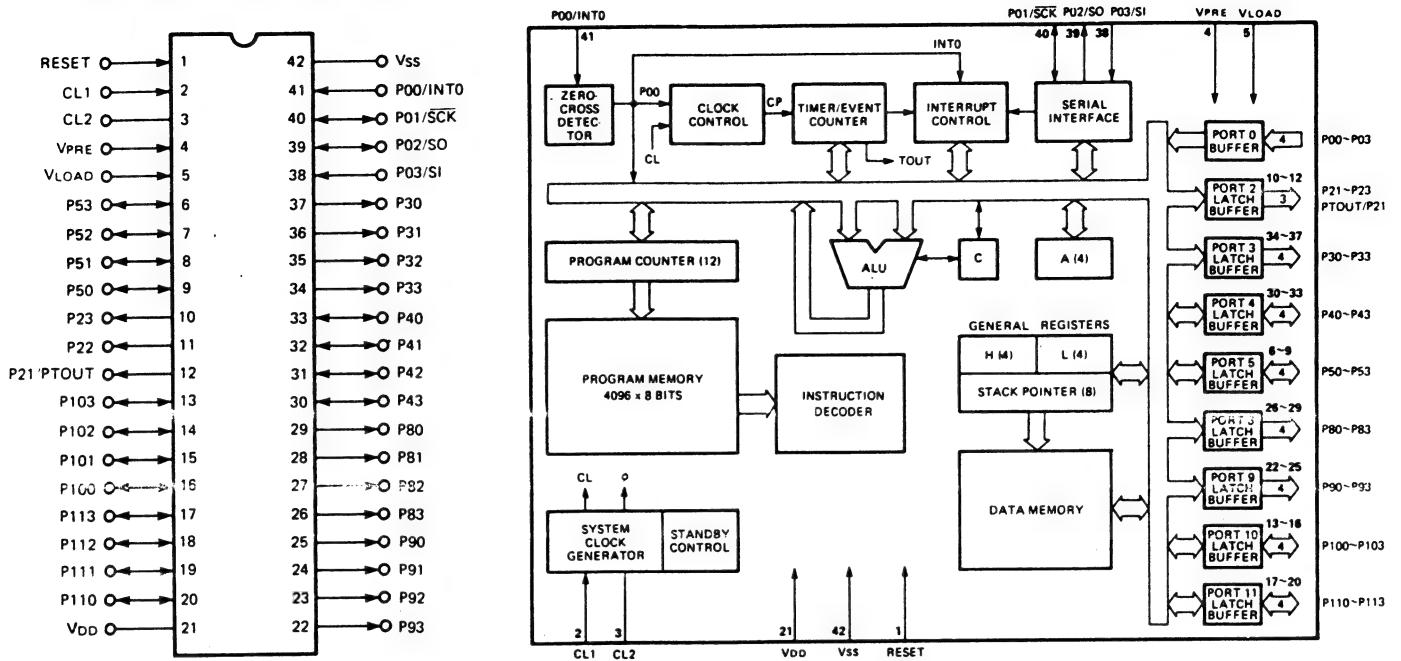 RESET 1 42 VSS
CL1 2 41 P00/INT0
CL2 3 40 P01/SCK
VPRE 4 39 P02/SO
VLOAD 5 38 P03/SI
P53 6 37 P30
P52 7 36 P31
P51 8 35 P32
P50 9 34 P33
P23 10 33 P40
P22 11 32 P41
P21/PTOUT 12 31 P42
P103 13 30 P43
P102 14 29 P80
P101 15 28 P81
P100 16 27 P82
P113 17 26 P83
P112 18 25 P90
P111 19 24 P91
P110 20 23 P92
VDD 21 22 P93
P00/INT0 P01/SCK P02/SO P03/SI VPRE VLOAD
41 40 39 38 4 5
INT0
ZERO-
CROSS
DETEC-
TOR
P00
CL
CLOCK
CONTROL
CP
TIMER/EVENT
COUNTER
TOUT
INTERRUPT
CONTROL
SERIAL
INTERFACE
PROGRAM COUNTER (12)
ALU
C
A (4)
PROGRAM MEMORY
4096 x 8 BITS
INSTRUCTION
DECODER
GENERAL REGISTERS
H (4) L (4)
STACK POINTER (8)
DATA MEMORY
CL
SYSTEM
CLOCK
GENERATOR
STANDBY
CONTROL
2 3 21 42 1
CL1 CL2 VDD VSS RESET
PORT 0
BUFFER
4
P00~P03
10~12
PORT 2
LATCH
BUFFER
3
P21~P23
PTOUT/P21
34~37
PORT 3
LATCH
BUFFER
4
P30~P33
30~33
PORT 4
LATCH
BUFFER
4
P40~P43
6~9
PORT 5
LATCH
BUFFER
4
P50~P53
26~29
PORT
LATCH
BUFFER
4
P80~P83
22~25
PORT 9
LATCH
BUFFER
4
P90~P93
13~16
PORT 10
LATCH
BUFFER
4
P100~P103
17~20
PORT 11
LATCH
BUFFER
4
P110~P113